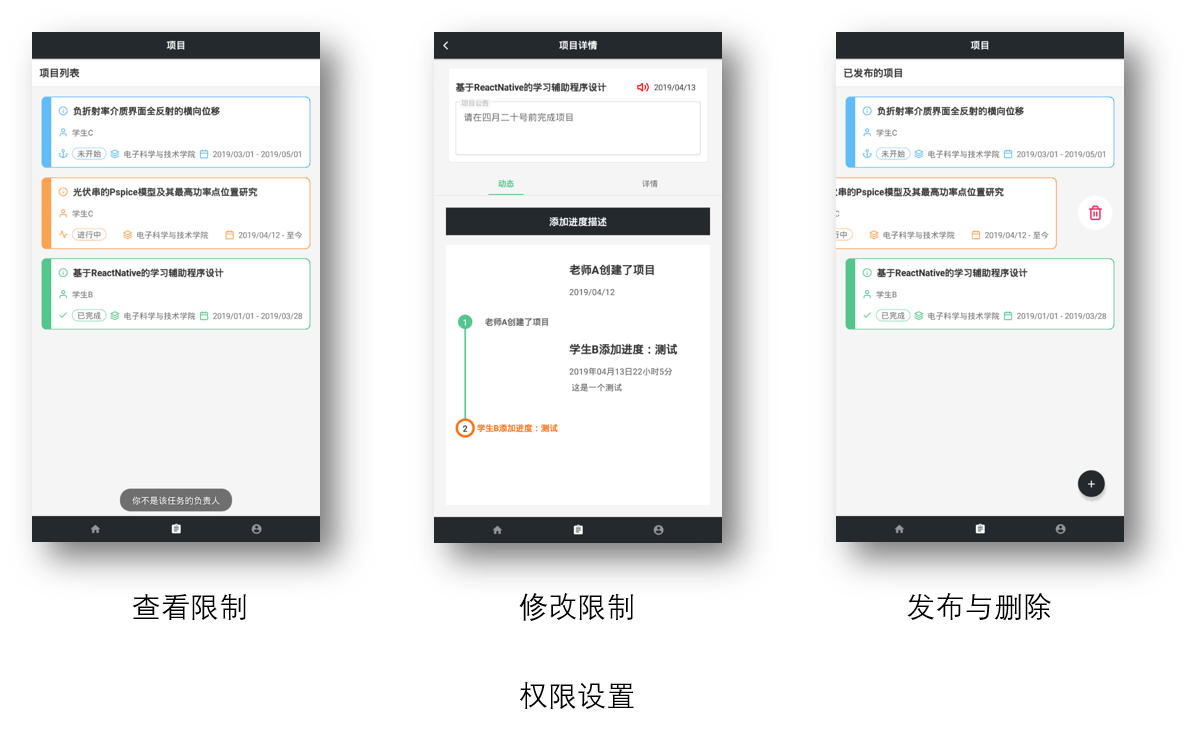 项目
项目列表
负折射率介质界面全反射的横向位移
学生C
未开始 电子科学与技术学院 2019/03/01 - 2019/05/01
光伏串的Pspice模型及其最高功率点位置研究
学生C
进行中 电子科学与技术学院 2019/04/12 - 至今
基于ReactNative的学习辅助程序设计
学生B
已完成 电子科学与技术学院 2019/01/01 - 2019/03/28
你不是该任务的负责人
查看限制
项目详情
基于ReactNative的学习辅助程序设计 2019/04/13
项目公告
请在四月二十号前完成项目
动态 详情
添加进度描述
老师A创建了项目
2019/04/12
1 老师A创建了项目
学生B添加进度：测试
2019年04月13日22小时5分
这是一个测试
2 学生B添加进度：测试
修改限制
项目
已发布的项目
负折射率介质界面全反射的横向位移
学生C
未开始 电子科学与技术学院 2019/03/01 - 2019/05/01
串的Pspice模型及其最高功率点位置研究
C
行中 电子科学与技术学院 2019/04/12 - 至今
基于ReactNative的学习辅助程序设计
学生B
已完成 电子科学与技术学院 2019/01/01 - 2019/03/28
发布与删除
权限设置